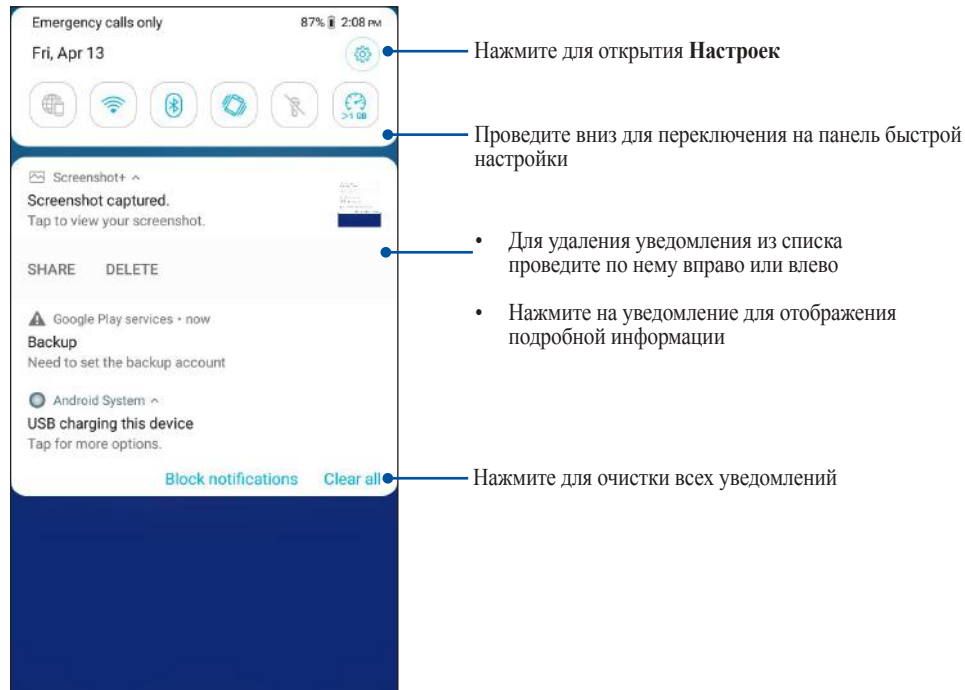 Emergency calls only 87% 2:08 PM
Fri, Apr 13
Нажмите для открытия Настроек
>1 GB
Проведите вниз для переключения на панель быстрой
настройки
Screenshot+
Screenshot captured.
Tap to view your screenshot.
SHARE DELETE
• Для удаления уведомления из списка
проведите по нему вправо или влево
• Нажмите на уведомление для отображения
подробной информации
Google Play services • now
Backup
Need to set the backup account
Android System
USB charging this device
Tap for more options.
Block notifications Clear all
Нажмите для очистки всех уведомлений